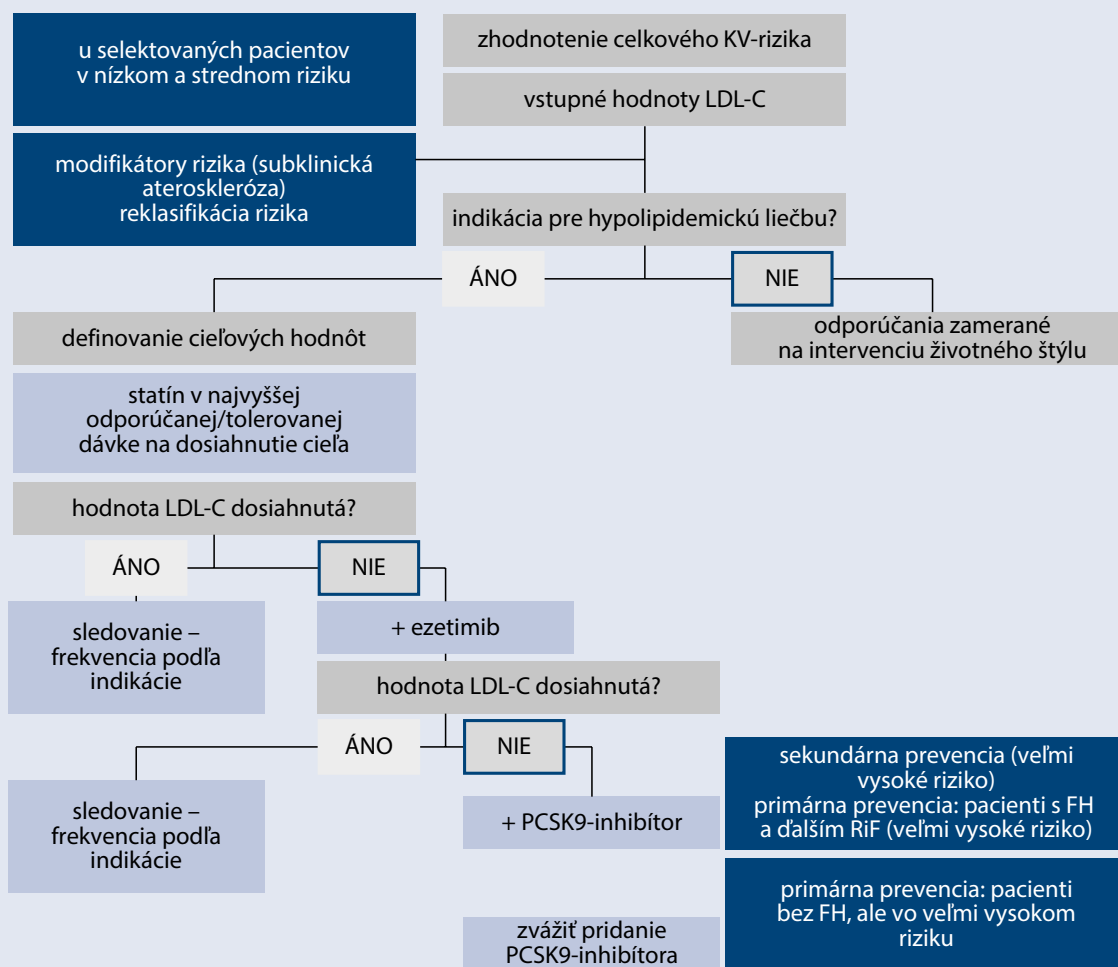 u selektovaných pacientov
v nízkom a strednom riziku
zhodnotenie celkového KV-rizika
vstupné hodnoty LDL-C
modifikátory rizika (subklinická
ateroskleróza)
reklasifikácia rizika
indikácia pre hypolipidemickú liečbu?
ÁNO
NIE
definovanie cieľových hodnôt
odporúčania zamerané
na intervenciu životného štýlu
statín v najvyššej
odporúčanej/tolerovanej
dávke na dosiahnutie cieľa
hodnota LDL-C dosiahnutá?
ÁNO
NIE
sledovanie –
frekvencia podľa
indikácie
+ ezetimib
hodnota LDL-C dosiahnutá?
ÁNO
NIE
sledovanie –
frekvencia podľa
indikácie
+ PCSK9-inhibítor
sekundárna prevencia (veľmi
vysoké riziko)
primárna prevencia: pacienti s FH
a ďalším RiF (veľmi vysoké riziko)
zvážiť pridanie
PCSK9-inhibítora
primárna prevencia: pacienti
bez FH, ale vo veľmi vysokom
riziku